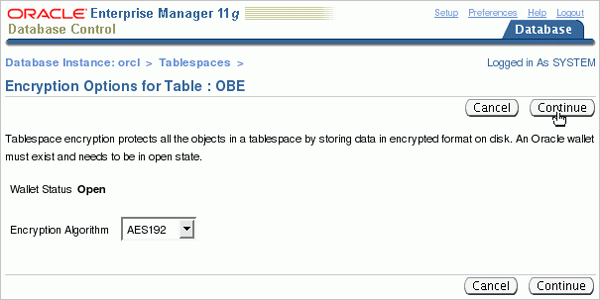 ORACLE Enterprise Manager 11g
Setup Preferences Help Logout
Database Control
Database
Database Instance: orcl > Tablespaces >
Logged in As SYSTEM
Encryption Options for Table : OBE
Cancel Continue
Tablespace encryption protects all the objects in a tablespace by storing data in encrypted format on disk. An Oracle wallet
must exist and needs to be in open state.
Wallet Status Open
Encryption Algorithm AES192
Cancel Continue